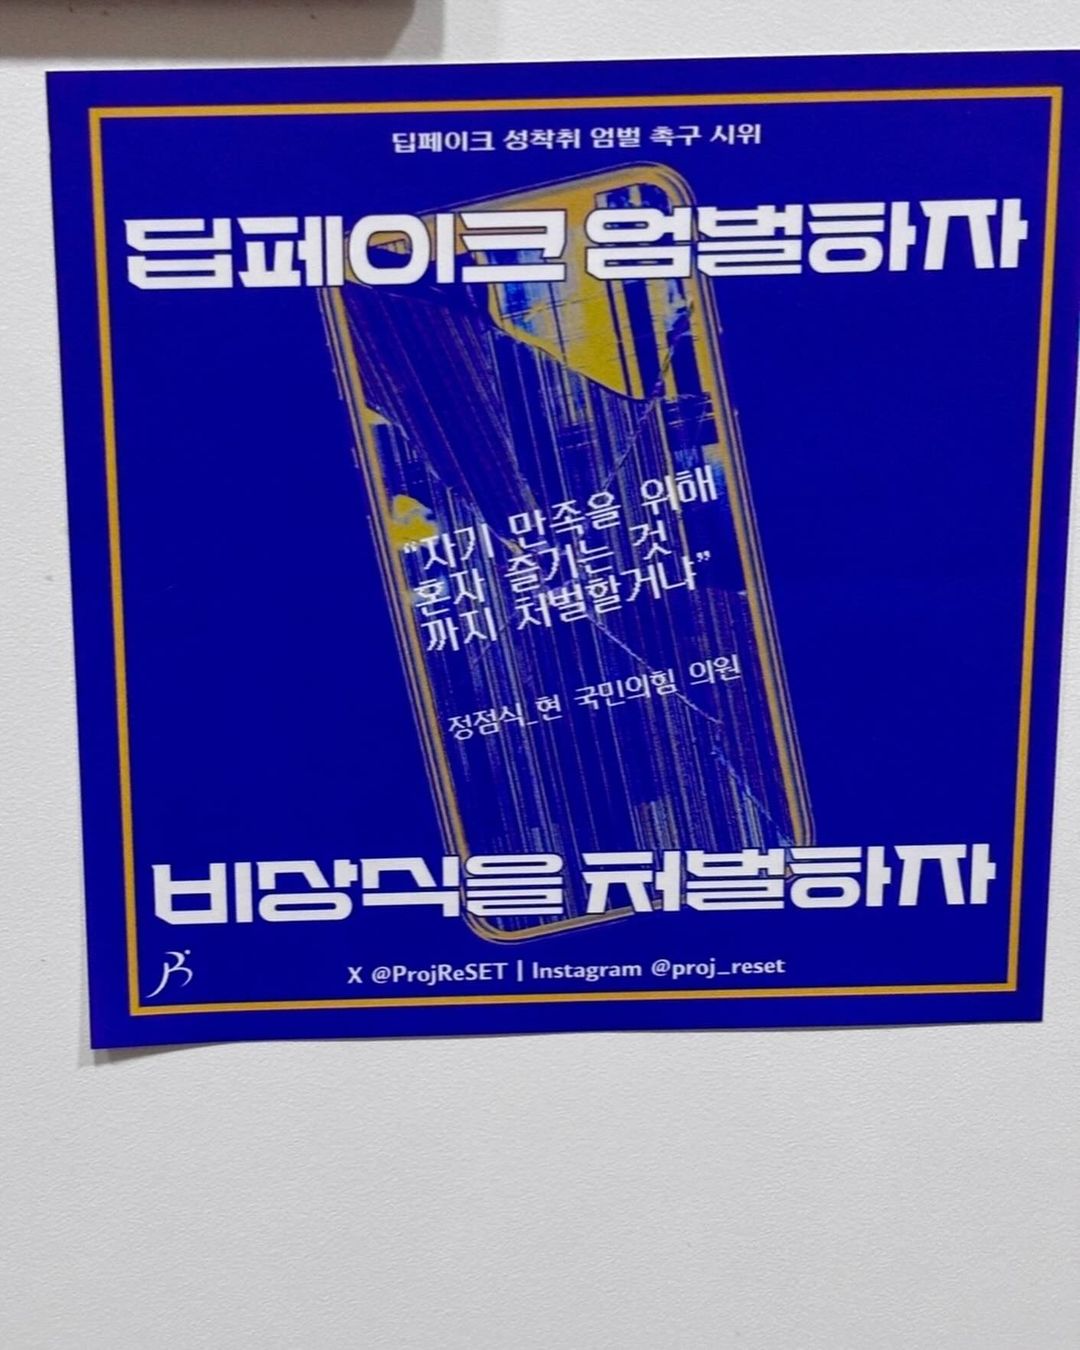 딥페이크 성착취 엄벌 촉구 시위
딥페이크 엄벌하자
“자기 만족을 위해
혼자 즐기는 것
까지 처벌할거냐”
정점식_현 국민의힘 의원
비상식을 처벌하자
X @ProjReSET | Instagram @proj_reset